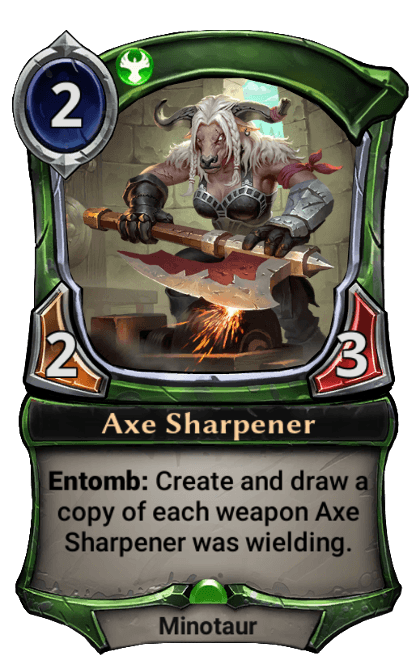 2
2
3
Axe Sharpener
Entomb: Create and draw a
copy of each weapon Axe
Sharpener was wielding.
Minotaur